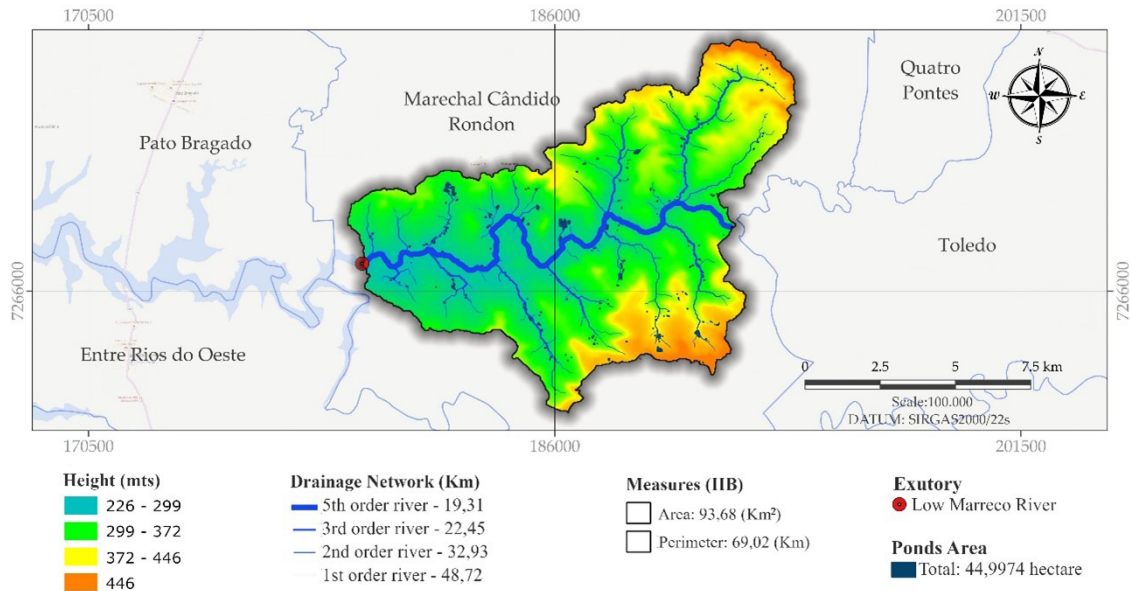 170500
186000
201500
N
W
E
S
Quatro
Pontes
Marechal Cândido
Rondon
Pato Bragado
Toledo
7266000
7266000
Entre Rios do Oeste
0
2.5
5
7.5 km
Scale:100.000
DATUM: SIRGAS2000/22s
170500
186000
201500
Height (mts)
226 - 299
299 - 372
372 - 446
446
Drainage Network (Km)
5th order river - 19,31
3rd order river - 22,45
2nd order river - 32,93
1st order river - 48,72
Measures (IIB)
Area: 93,68 (Km²)
Perimeter: 69,02 (Km)
Exutory
Low Marreco River
Ponds Area
Total: 44,9974 hectare